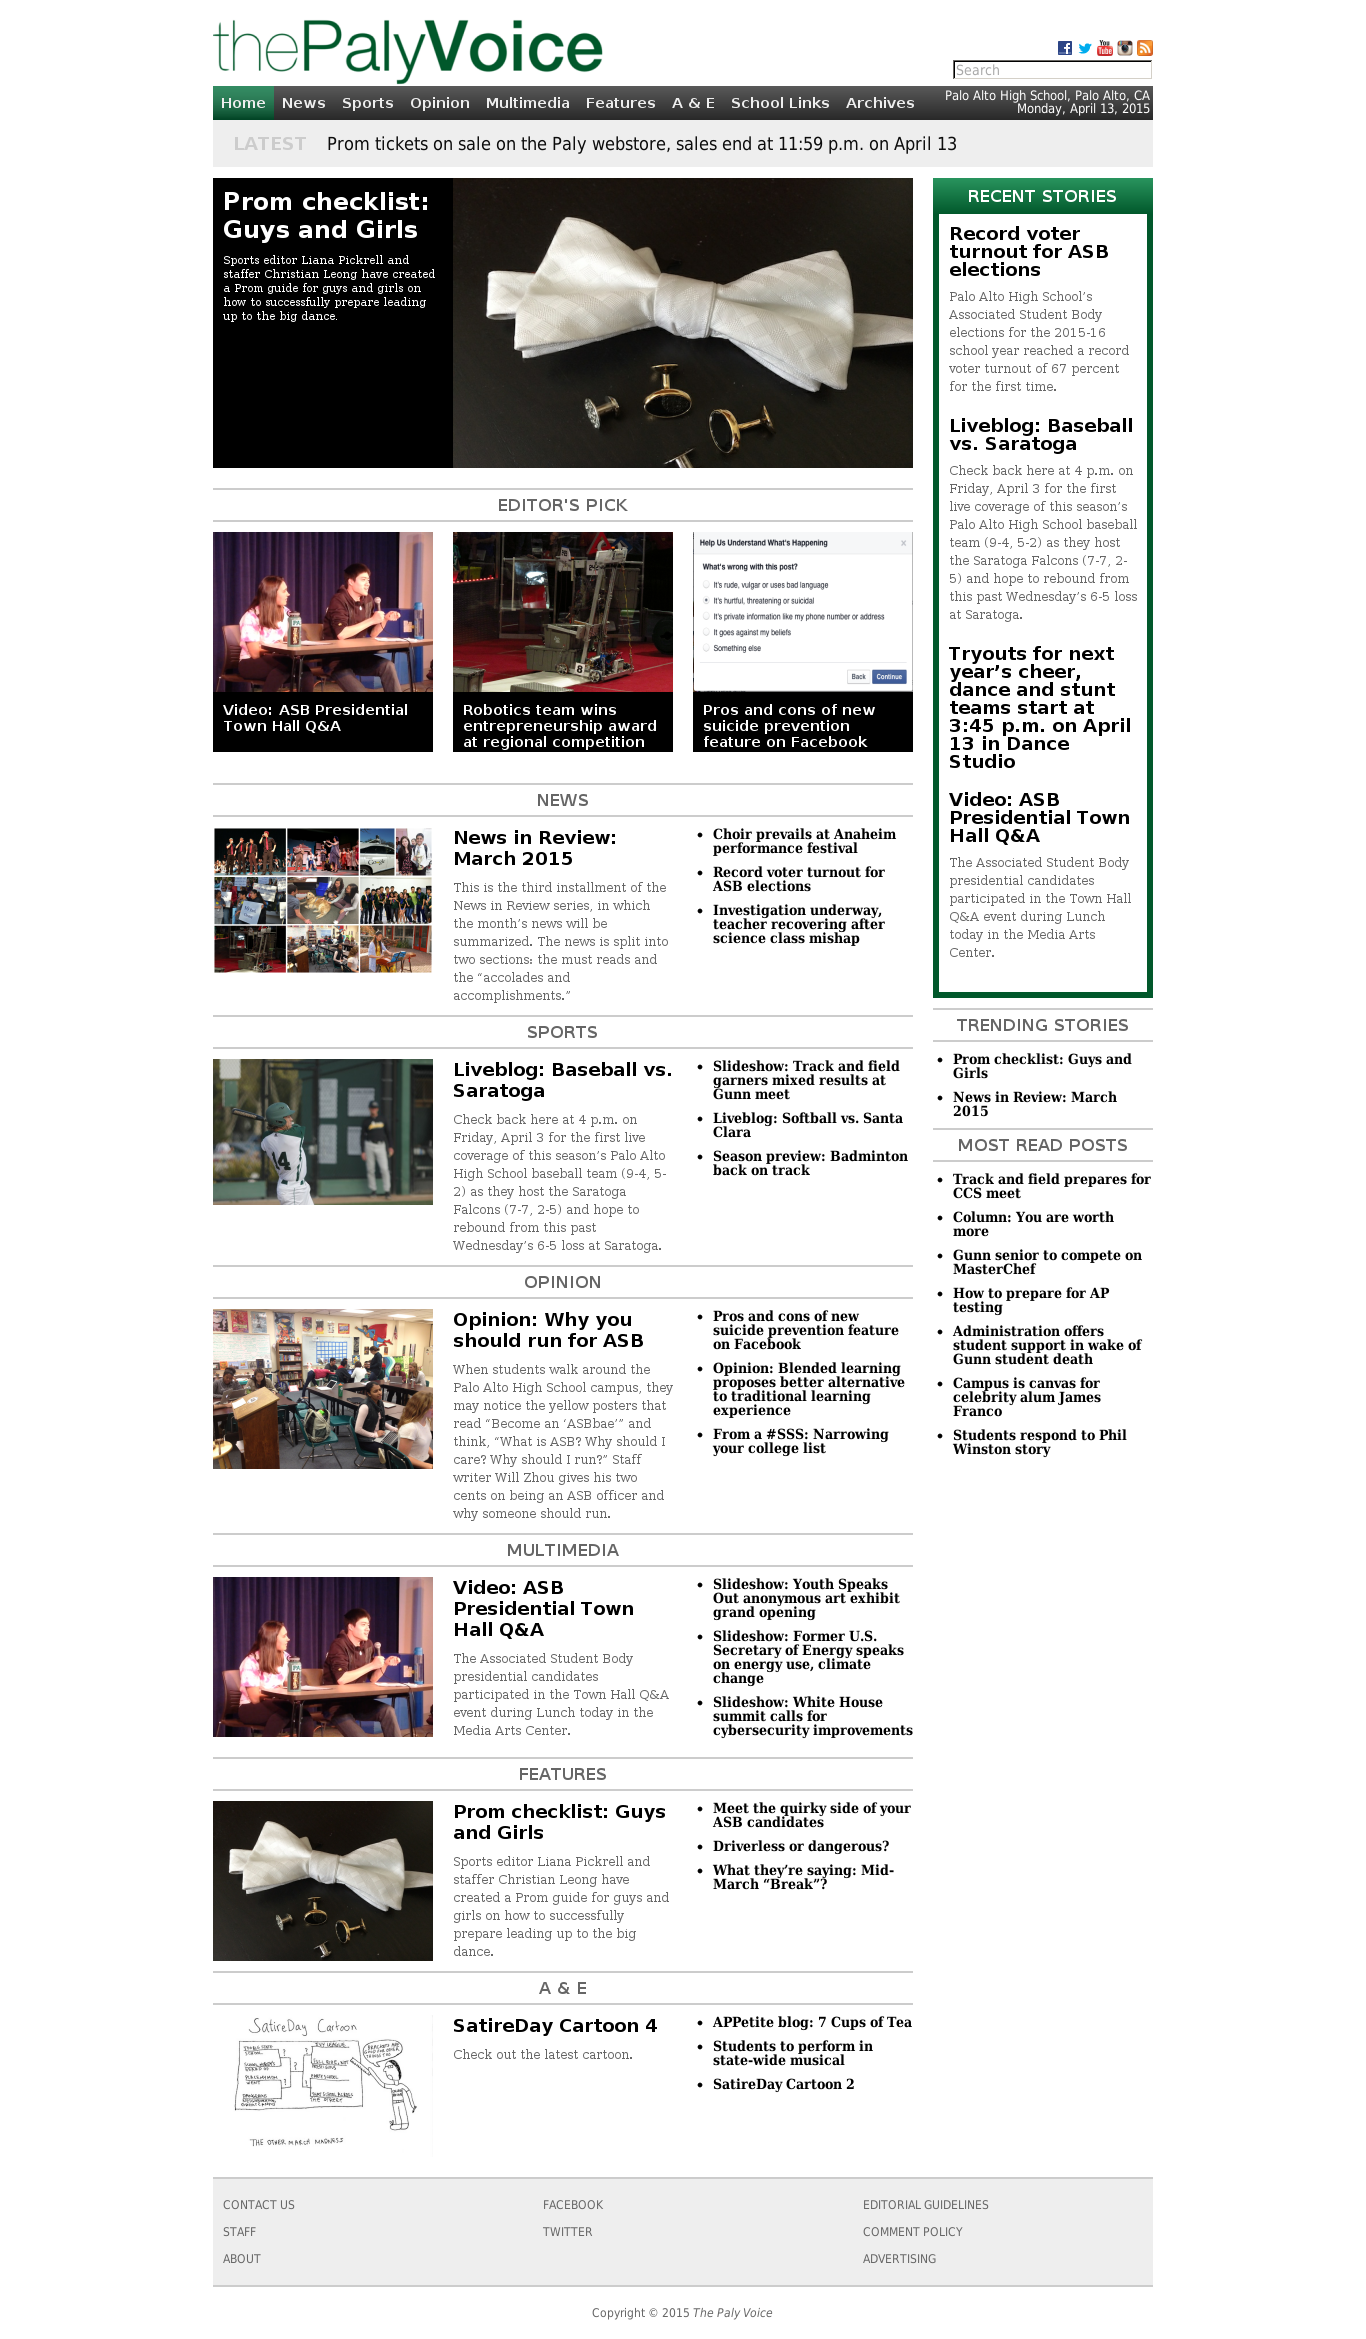 thePalyVoice
Search
Home News Sports Opinion Multimedia Features A & E School Links Archives
Palo Alto High School, Palo Alto, CA
Monday, April 13, 2015
LATEST Prom tickets on sale on the Paly webstore, sales end at 11:59 p.m. on April 13
Prom checklist:
Guys and Girls
Sports editor Liana Pickrell and
staffer Christian Leong have created
a Prom guide for guys and girls on
how to successfully prepare leading
up to the big dance.
EDITOR'S PICK
Video: ASB Presidential
Town Hall Q&A
Robotics team wins
entrepreneurship award
at regional competition
Help Us Understand What's Happening
What's wrong with this post?
It's rude, vulgar or uses bad language
It's hurtful, threatening or suicidal
It's private information like my phone number or address
It goes against my beliefs
Something else
Back Continue
Pros and cons of new
suicide prevention
feature on Facebook
NEWS
News in Review:
March 2015
This is the third installment of the
News in Review series, in which
the month’s news will be
summarized. The news is split into
two sections: the must reads and
the “accolades and
accomplishments.”
Choir prevails at Anaheim
performance festival
Record voter turnout for
ASB elections
Investigation underway,
teacher recovering after
science class mishap
SPORTS
14
Liveblog: Baseball vs.
Saratoga
Check back here at 4 p.m. on
Friday, April 3 for the first live
coverage of this season’s Palo Alto
High School baseball team (9-4, 5-
2) as they host the Saratoga
Falcons (7-7, 2-5) and hope to
rebound from this past
Wednesday’s 6-5 loss at Saratoga.
Slideshow: Track and field
garners mixed results at
Gunn meet
Liveblog: Softball vs. Santa
Clara
Season preview: Badminton
back on track
OPINION
Opinion: Why you
should run for ASB
When students walk around the
Palo Alto High School campus, they
may notice the yellow posters that
read “Become an ‘ASBbae’” and
think, “What is ASB? Why should I
care? Why should I run?” Staff
writer Will Zhou gives his two
cents on being an ASB officer and
why someone should run.
Pros and cons of new
suicide prevention feature
on Facebook
Opinion: Blended learning
proposes better alternative
to traditional learning
experience
From a #SSS: Narrowing
your college list
MULTIMEDIA
Video: ASB
Presidential Town
Hall Q&A
The Associated Student Body
presidential candidates
participated in the Town Hall Q&A
event during Lunch today in the
Media Arts Center.
Slideshow: Youth Speaks
Out anonymous art exhibit
grand opening
Slideshow: Former U.S.
Secretary of Energy speaks
on energy use, climate
change
Slideshow: White House
summit calls for
cybersecurity improvements
FEATURES
Prom checklist: Guys
and Girls
Sports editor Liana Pickrell and
staffer Christian Leong have
created a Prom guide for guys and
girls on how to successfully
prepare leading up to the big
dance.
Meet the quirky side of your
ASB candidates
Driverless or dangerous?
What they’re saying: Mid-
March “Break”?
A & E
SatireDay Cartoon
THE OTHER MARCH MADNESS
SatireDay Cartoon 4
Check out the latest cartoon.
APPetite blog: 7 Cups of Tea
Students to perform in
state-wide musical
SatireDay Cartoon 2
RECENT STORIES
Record voter
turnout for ASB
elections
Palo Alto High School’s
Associated Student Body
elections for the 2015-16
school year reached a record
voter turnout of 67 percent
for the first time.
Liveblog: Baseball
vs. Saratoga
Check back here at 4 p.m. on
Friday, April 3 for the first
live coverage of this season’s
Palo Alto High School baseball
team (9-4, 5-2) as they host
the Saratoga Falcons (7-7, 2-
5) and hope to rebound from
this past Wednesday’s 6-5 loss
at Saratoga.
Tryouts for next
year’s cheer,
dance and stunt
teams start at
3:45 p.m. on April
13 in Dance
Studio
Video: ASB
Presidential Town
Hall Q&A
The Associated Student Body
presidential candidates
participated in the Town Hall
Q&A event during Lunch
today in the Media Arts
Center.
TRENDING STORIES
Prom checklist: Guys and
Girls
News in Review: March
2015
MOST READ POSTS
Track and field prepares for
CCS meet
Column: You are worth
more
Gunn senior to compete on
MasterChef
How to prepare for AP
testing
Administration offers
student support in wake of
Gunn student death
Campus is canvas for
celebrity alum James
Franco
Students respond to Phil
Winston story
CONTACT US
STAFF
ABOUT
FACEBOOK
TWITTER
EDITORIAL GUIDELINES
COMMENT POLICY
ADVERTISING
Copyright © 2015 The Paly Voice